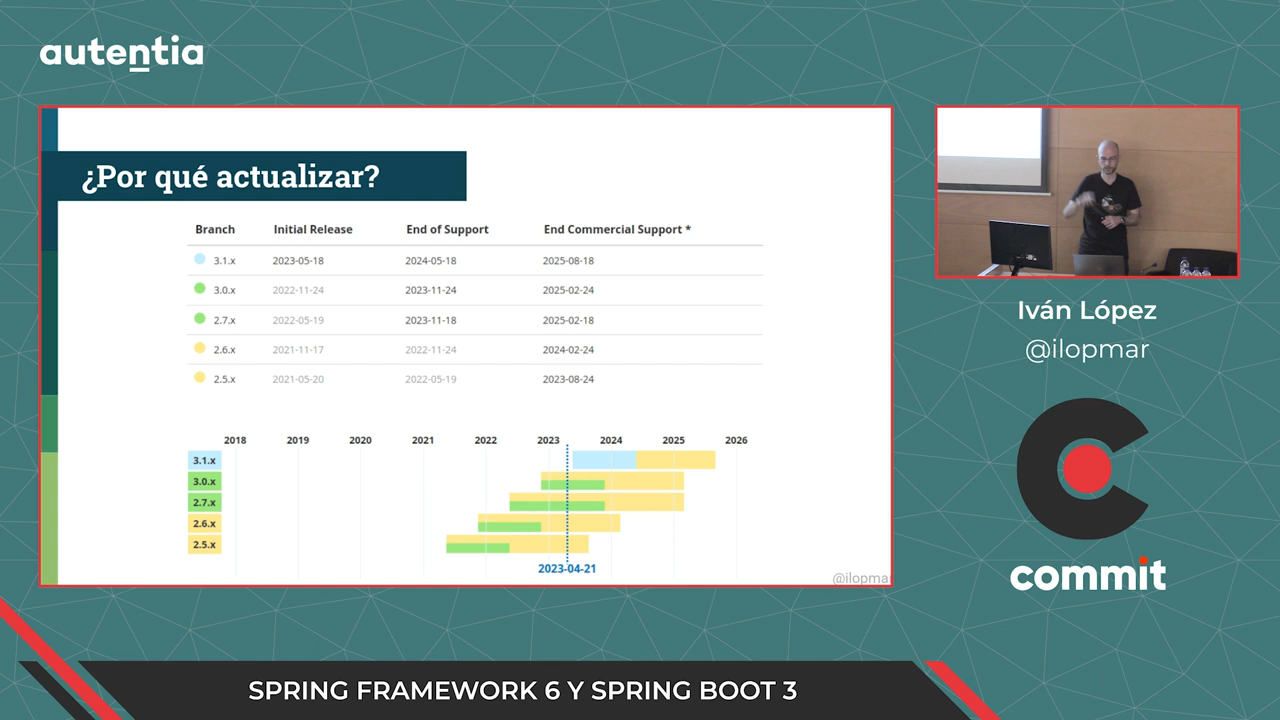 autentia
¿Por qué actualizar?
Branch Initial Release End of Support End Commercial Support *
3.1.x 2023-05-18 2024-05-18 2025-08-18
3.0.x 2022-11-24 2023-11-24 2025-02-24
2.7.x 2022-05-19 2023-11-18 2025-02-18
2.6.x 2021-11-17 2022-11-24 2024-02-24
2.5.x 2021-05-20 2022-05-19 2023-08-24
2018 2019 2020 2021 2022 2023 2024 2025 2026
3.1.x
3.0.x
2.7.x
2.6.x
2.5.x
2023-04-21
@ilopmar
Iván López
@ilopmar
commit
SPRING FRAMEWORK 6 Y SPRING BOOT 3